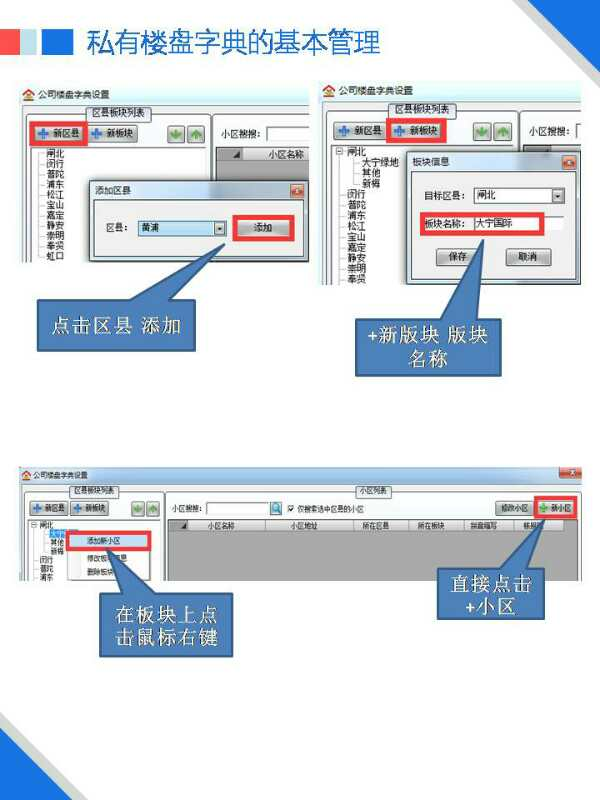 私有楼盘字典的基本管理
公司楼盘字典设置
区县板块列表
新区县 新板块
小区搜搜：
小区名称
闸北
闵行
普陀
浦东
松江
宝山
嘉定
静安
崇明
奉贤
虹口
添加区县
区县： 黄浦 添加
点击区县 添加
公司楼盘字典设置
区县板块列表
新区县 新板块
小区搜搜：
闸北
大宁绿地
其他
新梅
闵行
普陀
浦东
松江
宝山
嘉定
静安
崇明
奉贤
板块信息
目标区县： 闸北
板块名称： 大宁国际
保存 取消
+新版块 版块
名称
公司楼盘字典设置
区县板块列表
小区列表
新区县 新板块
小区搜搜： 仅搜索选中区县的小区 修改小区 新小区
小区名称 小区地址 所在区县 所在板块 拼音缩写
闸北
其他
新梅
闵行
普陀
浦东
添加新小区
修改板
删除板块
在板块上点
击鼠标右键
直接点击
+小区